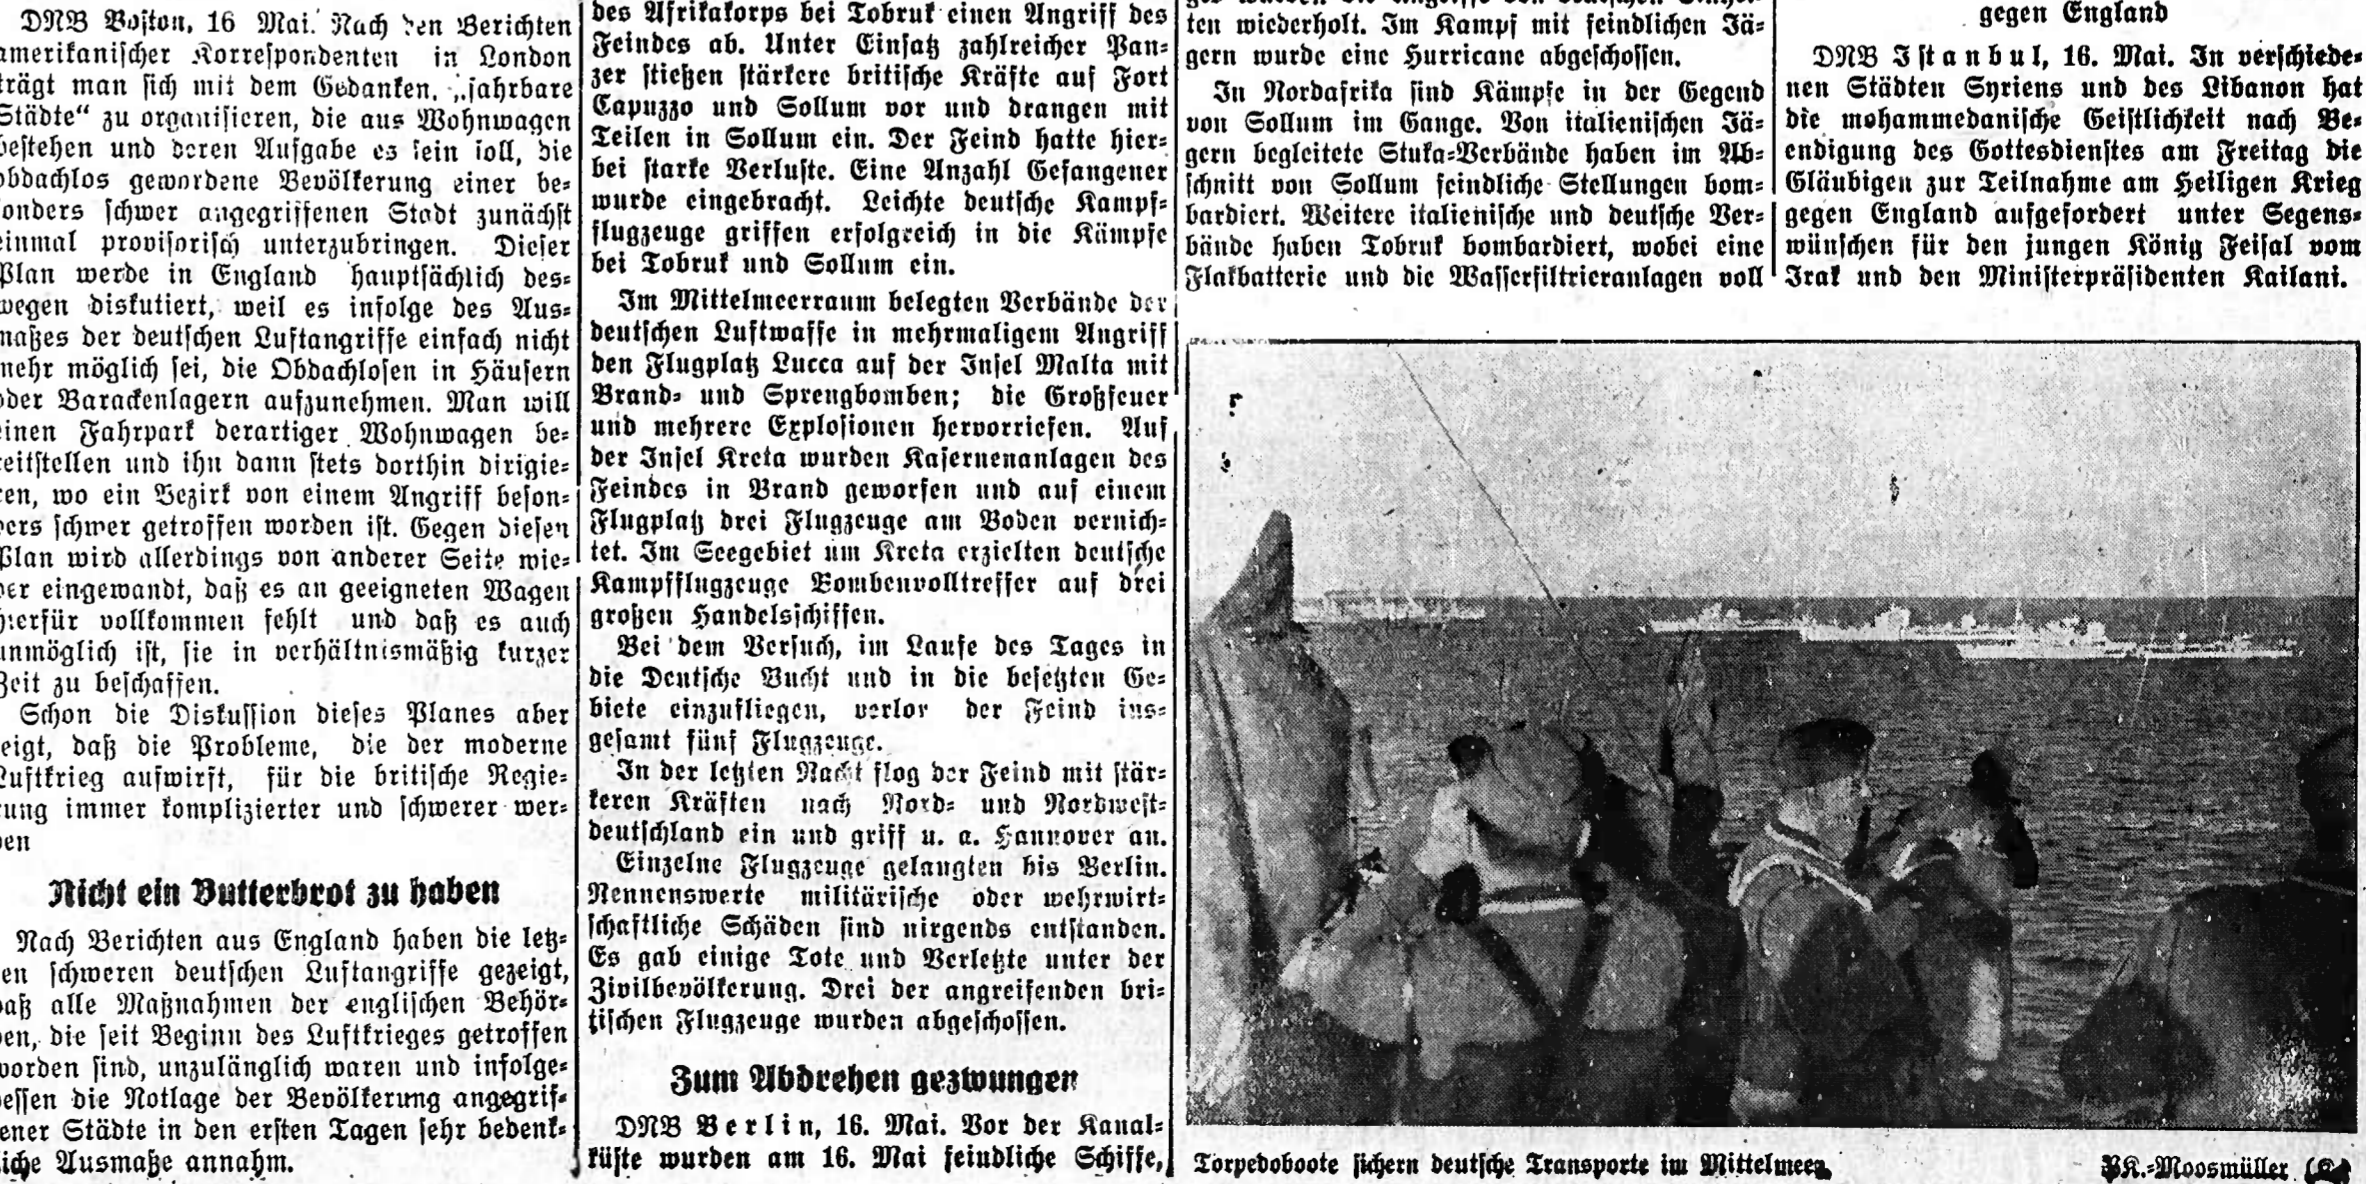 DNB Boston, 16 Mai. Nach den Berichten
amerikanischer Korrespondenten in London
trägt man sich mit dem Gedanken, „fahrbare
Städte“ zu organisieren, die aus Wohnwagen
bestehen und deren Aufgabe es sein soll, die
obdachlos gewordene Bevölkerung einer be-
sonders schwer angegriffenen Stadt zunächst
einmal provisorisch unterzubringen. Dieser
Plan werde in England hauptsächlich des-
wegen diskutiert, weil es infolge des Aus-
maßes der deutschen Luftangriffe einfach nicht
mehr möglich sei, die Obdachlosen in Häusern
oder Barackenlagern aufzunehmen. Man will
einen Fahrpark derartiger Wohnwagen be-
reitstellen und ihn dann stets dorthin dirigie-
ren, wo ein Bezirk von einem Angriff beson-
ders schwer getroffen worden ist. Gegen diesen
Plan wird allerdings von anderer Seite wie-
der eingewandt, daß es an geeigneten Wagen
hierfür vollkommen fehlt und daß es auch
unmöglich ist, sie in verhältnismäßig kurzer
Zeit zu beschaffen.
Schon die Diskussion dieses Planes aber
zeigt, daß die Probleme, die der moderne
Luftkrieg aufwirft, für die britische Regie-
rung immer komplizierter und schwerer wer-
den
Nicht ein Butterbrot zu haben
Nach Berichten aus England haben die letz-
ten schweren deutschen Luftangriffe gezeigt,
daß alle Maßnahmen der englischen Behör-
den, die seit Beginn des Luftkrieges getroffen
worden sind, unzulänglich waren und infolge-
dessen die Notlage der Bevölkerung angegrif-
fener Städte in den ersten Tagen sehr bedenk-
liche Ausmaße annahm.
des Afrikakorps bei Tobruk einen Angriff des
Feindes ab. Unter Einsatz zahlreicher Pan-
zer stießen stärkere britische Kräfte auf Fort
Capuzzo und Sollum vor und drangen mit
Teilen in Sollum ein. Der Feind hatte hier-
bei starke Verluste. Eine Anzahl Gefangener
wurde eingebracht. Leichte deutsche Kampf-
flugzeuge griffen erfolgreich in die Kämpfe
bei Tobruk und Sollum ein.
Im Mittelmeerraum belegten Verbände der
deutschen Luftwaffe in mehrmaligem Angriff
den Flugplatz Lucca auf der Insel Malta mit
Brand- und Sprengbomben; die Großfeuer
und mehrere Explosionen hervorriefen. Auf
der Insel Kreta wurden Kasernenanlagen des
Feindes in Brand geworfen und auf einem
Flugplatz drei Flugzeuge am Boden vernich-
tet. Im Seegebiet um Kreta erzielten deutsche
Kampfflugzeuge Bombenvolltreffer auf drei
großen Handelsschiffen.
Bei dem Versuch, im Laufe des Tages in
die Deutsche Bucht und in die besetzten Ge-
biete einzufliegen, verlor der Feind ins-
gesamt fünf Flugzeuge.
In der letzten Nacht flog der Feind mit stär-
keren Kräften nach Nord- und Nordwest-
deutschland ein und griff u. a. Hannover an.
Einzelne Flugzeuge gelangten bis Berlin.
Nennenswerte militärische oder wehrwirt-
schaftliche Schäden sind nirgends entstanden.
Es gab einige Tote und Verletzte unter der
Zivilbevölkerung. Drei der angreifenden bri-
tischen Flugzeuge wurden abgeschossen.
Zum Abdrehen gezwungen
DNB Berlin, 16. Mai. Vor der Kanal-
küste wurden am 16. Mai feindliche Schiffe,
ten wiederholt. Im Kampf mit feindlichen Jä-
gern wurde eine Hurricane abgeschossen.
In Nordafrika sind Kämpfe in der Gegend
von Sollum im Gange. Von italienischen Jä-
gern begleitete Stuka-Verbände haben im Ab-
schnitt von Sollum feindliche Stellungen bom-
bardiert. Weitere italienische und deutsche Ver-
bände haben Tobruk bombardiert, wobei eine
Flakbatterie und die Wasserfiltrieranlagen voll
gegen England
DNB Istanbul, 16. Mai. In verschiede-
nen Städten Syriens und des Libanon hat
die mohammedanische Geistlichkeit nach Be-
endigung des Gottesdienstes am Freitag die
Gläubigen zur Teilnahme am Heiligen Krieg
gegen England aufgefordert unter Segens-
wünschen für den jungen König Feisal vom
Irak und den Ministerpräsidenten Kailani.
Torpedoboote sichern deutsche Transporte im Mittelmeer
PK.-Moosmüller